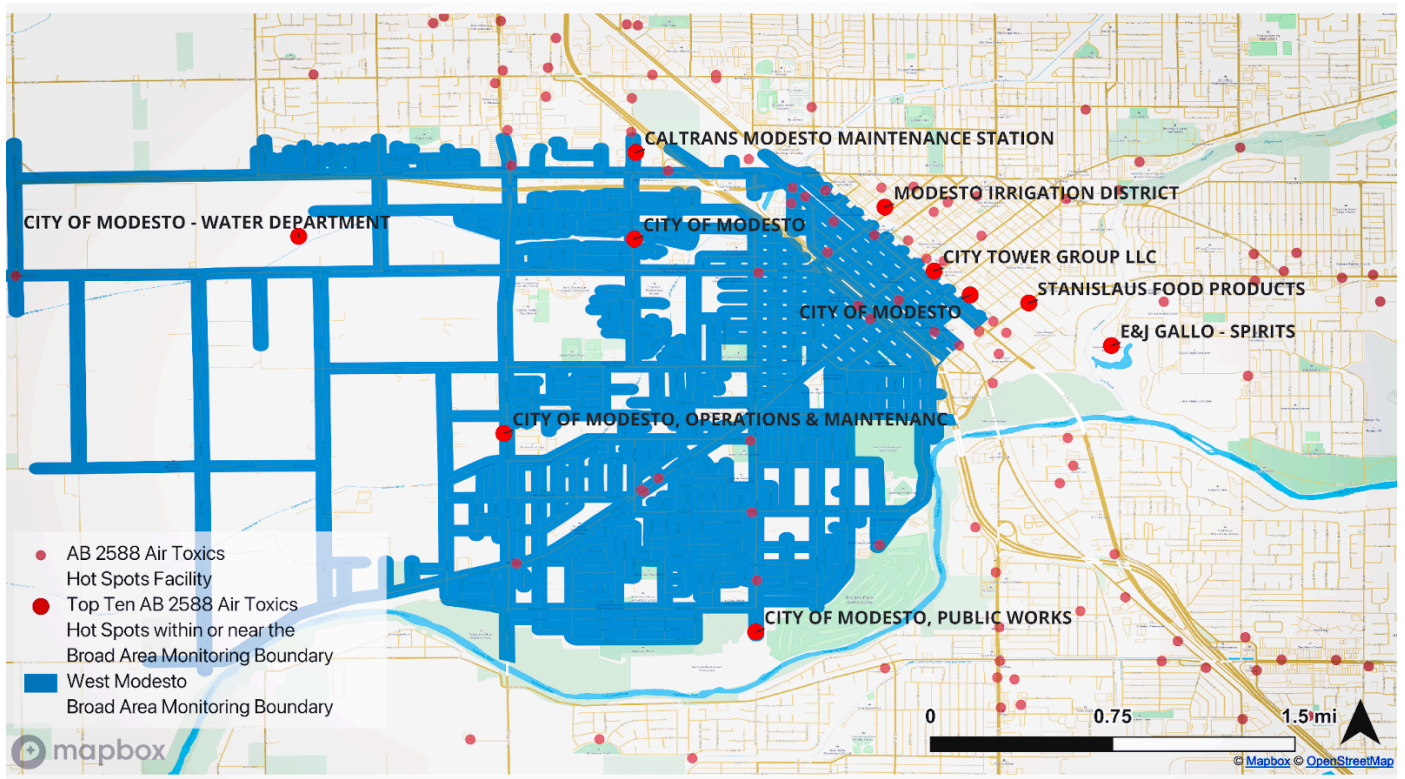 CALTRANS MODESTO MAINTENANCE STATION
MODESTO IRRIGATION DISTRICT
CITY OF MODESTO - WATER DEPARTMENT
CITY OF MODESTO
CITY TOWER GROUP LLC
STANISLAUS FOOD PRODUCTS
CITY OF MODESTO
E&J GALLO - SPIRITS
CITY OF MODESTO, OPERATIONS & MAINTENANC
CITY OF MODESTO, PUBLIC WORKS
AB 2588 Air Toxics
Hot Spots Facility
Top Ten AB 2588 Air Toxics
Hot Spots within or near the
Broad Area Monitoring Boundary
West Modesto
Broad Area Monitoring Boundary
mapbox
0 0.75 1.5 mi
© Mapbox © OpenStreetMap